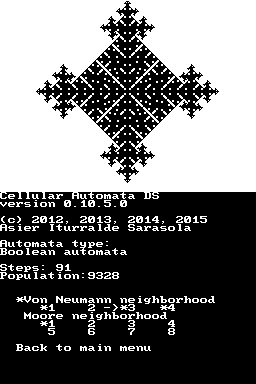 Cellular Automata DS
version 0.10.5.0
(c) 2012, 2013, 2014, 2015
Asier Iturralde Sarasola
Automata type:
Boolean automata
Steps: 91
Population:9328
*Von Neumann neighborhood
*1 2 ->*3 *4
Moore neighborhood
*1 2 3 4
5 6 7 8
Back to main menu